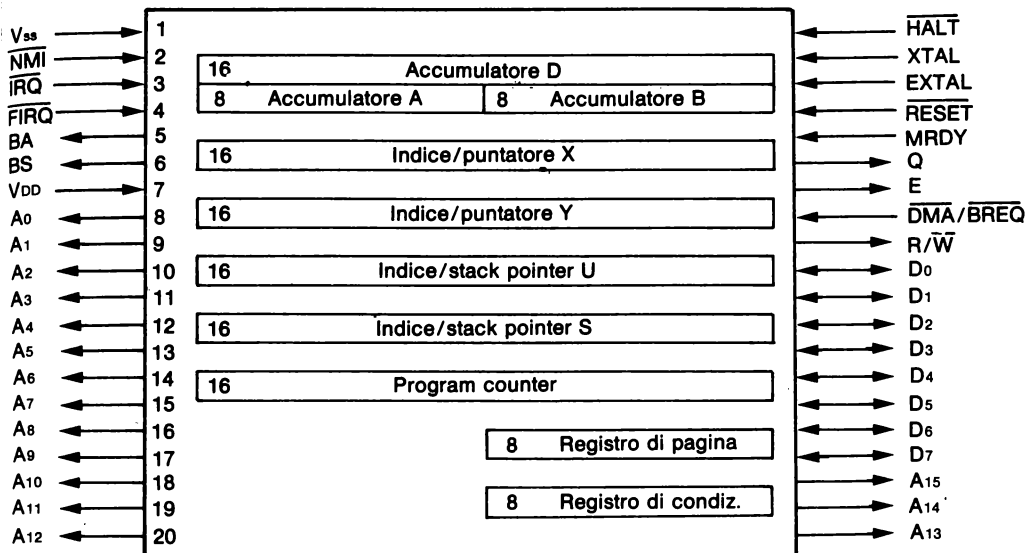 Vss 1 HALT
NMI 2 XTAL
16 Accumulatore D
IRQ 3 EXTAL
8 Accumulatore A 8 Accumulatore B
FIRQ 4 RESET
BA 5 MRDY
BS 6 16 Indice/puntatore X Q
VDD 7 E
A0 8 16 Indice/puntatore Y DMA/BREQ
A1 9 R/W
A2 10 16 Indice/stack pointer U D0
A3 11 D1
A4 12 16 Indice/stack pointer S D2
A5 13 D3
A6 14 16 Program counter D4
A7 15 D5
A8 16 8 Registro di pagina D6
A9 17 D7
A10 18 A15
A11 19 8 Registro di condiz. A14
A12 20 A13